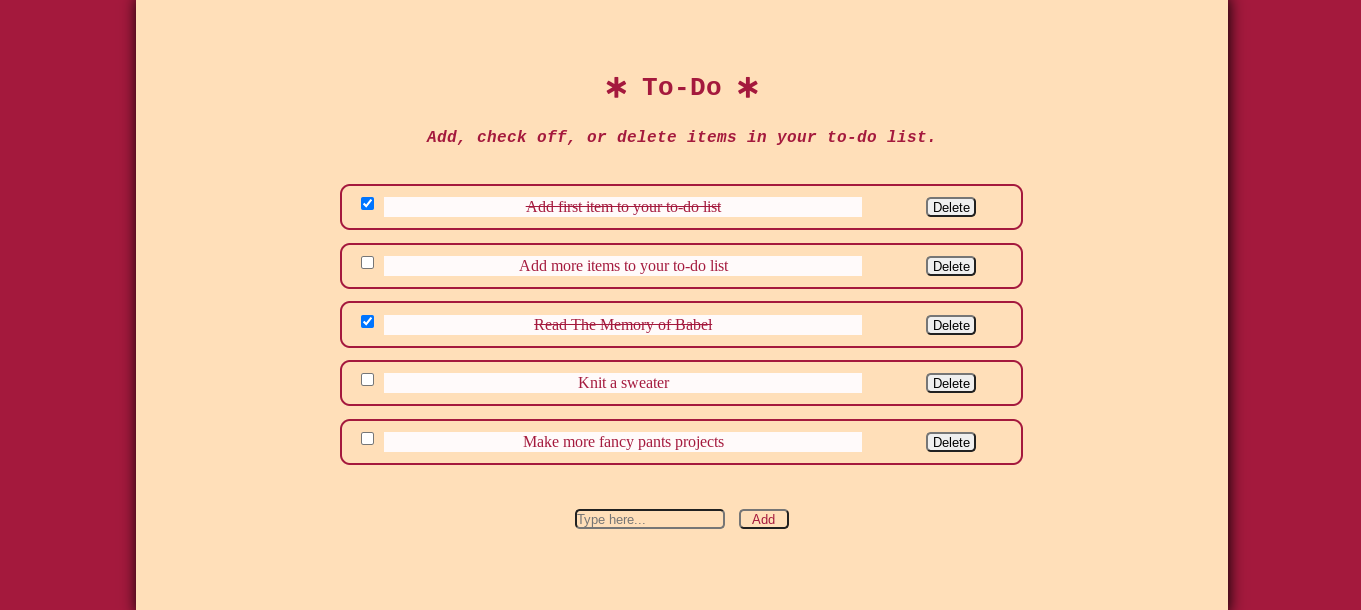 ∗ To-Do ∗
Add, check off, or delete items in your to-do list.
Add first item to your to-do list Delete
Add more items to your to-do list Delete
Read The Memory of Babel Delete
Knit a sweater Delete
Make more fancy pants projects Delete
Type here... Add